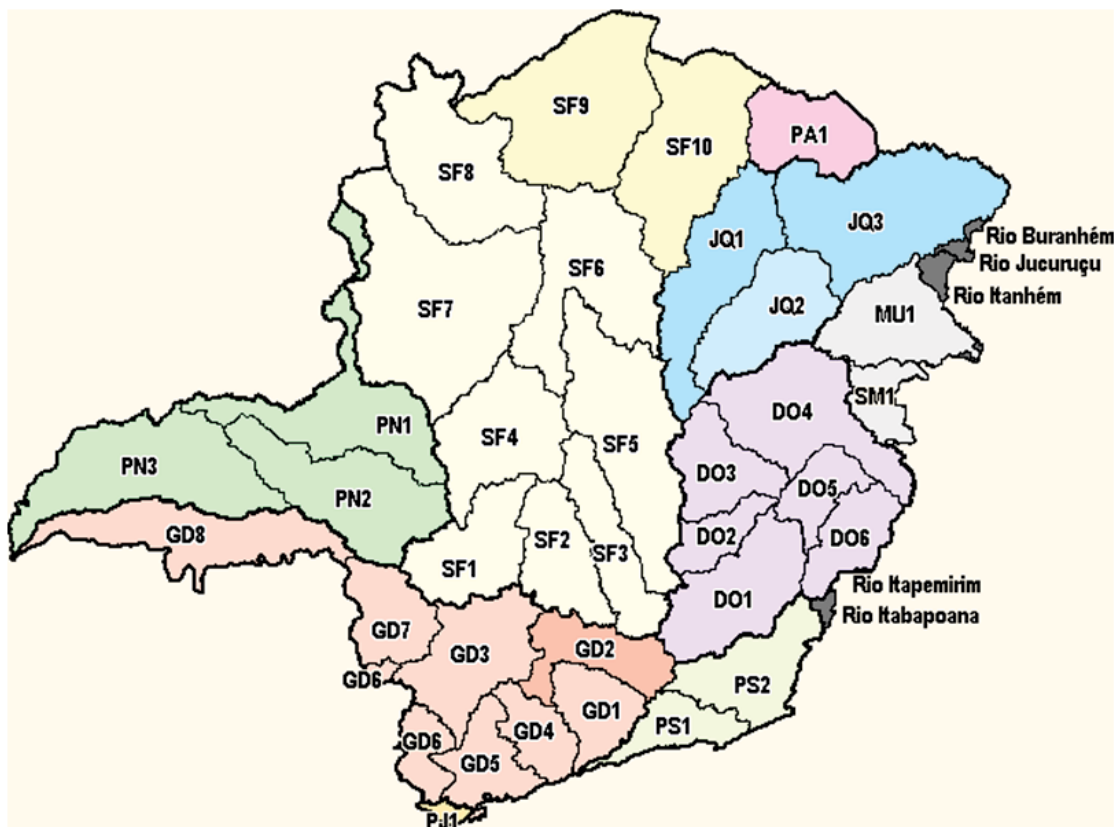 SF9
PA1
SF10
SF8
JQ3
JQ1
Rio Buranhém
Rio Jucuruçu
SF6
Rio Itanhém
SF7
JQ2
MU1
SM1
DO4
PN1
SF4
SF5
PN3
DO3
PN2
DO5
GD8
DO2
DO6
SF2
SF3
SF1
Rio Itapemirim
DO1
Rio Itabapoana
GD7
GD3
GD2
GD6
PS2
GD1
PS1
GD4
GD6
GD5
PJ1